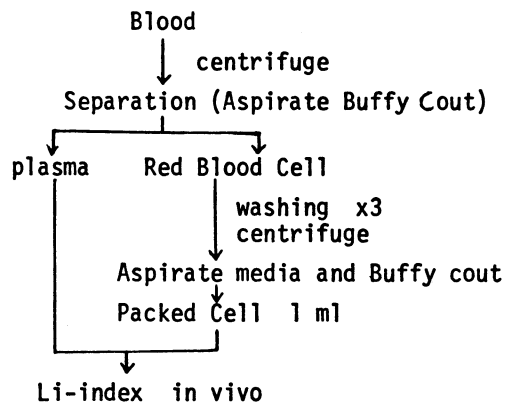 Blood
centrifuge
Separation (Aspirate Buffy Cout)
plasma Red Blood Cell
washing x3
centrifuge
Aspirate media and Buffy cout
Packed Cell 1 ml
Li-index in vivo